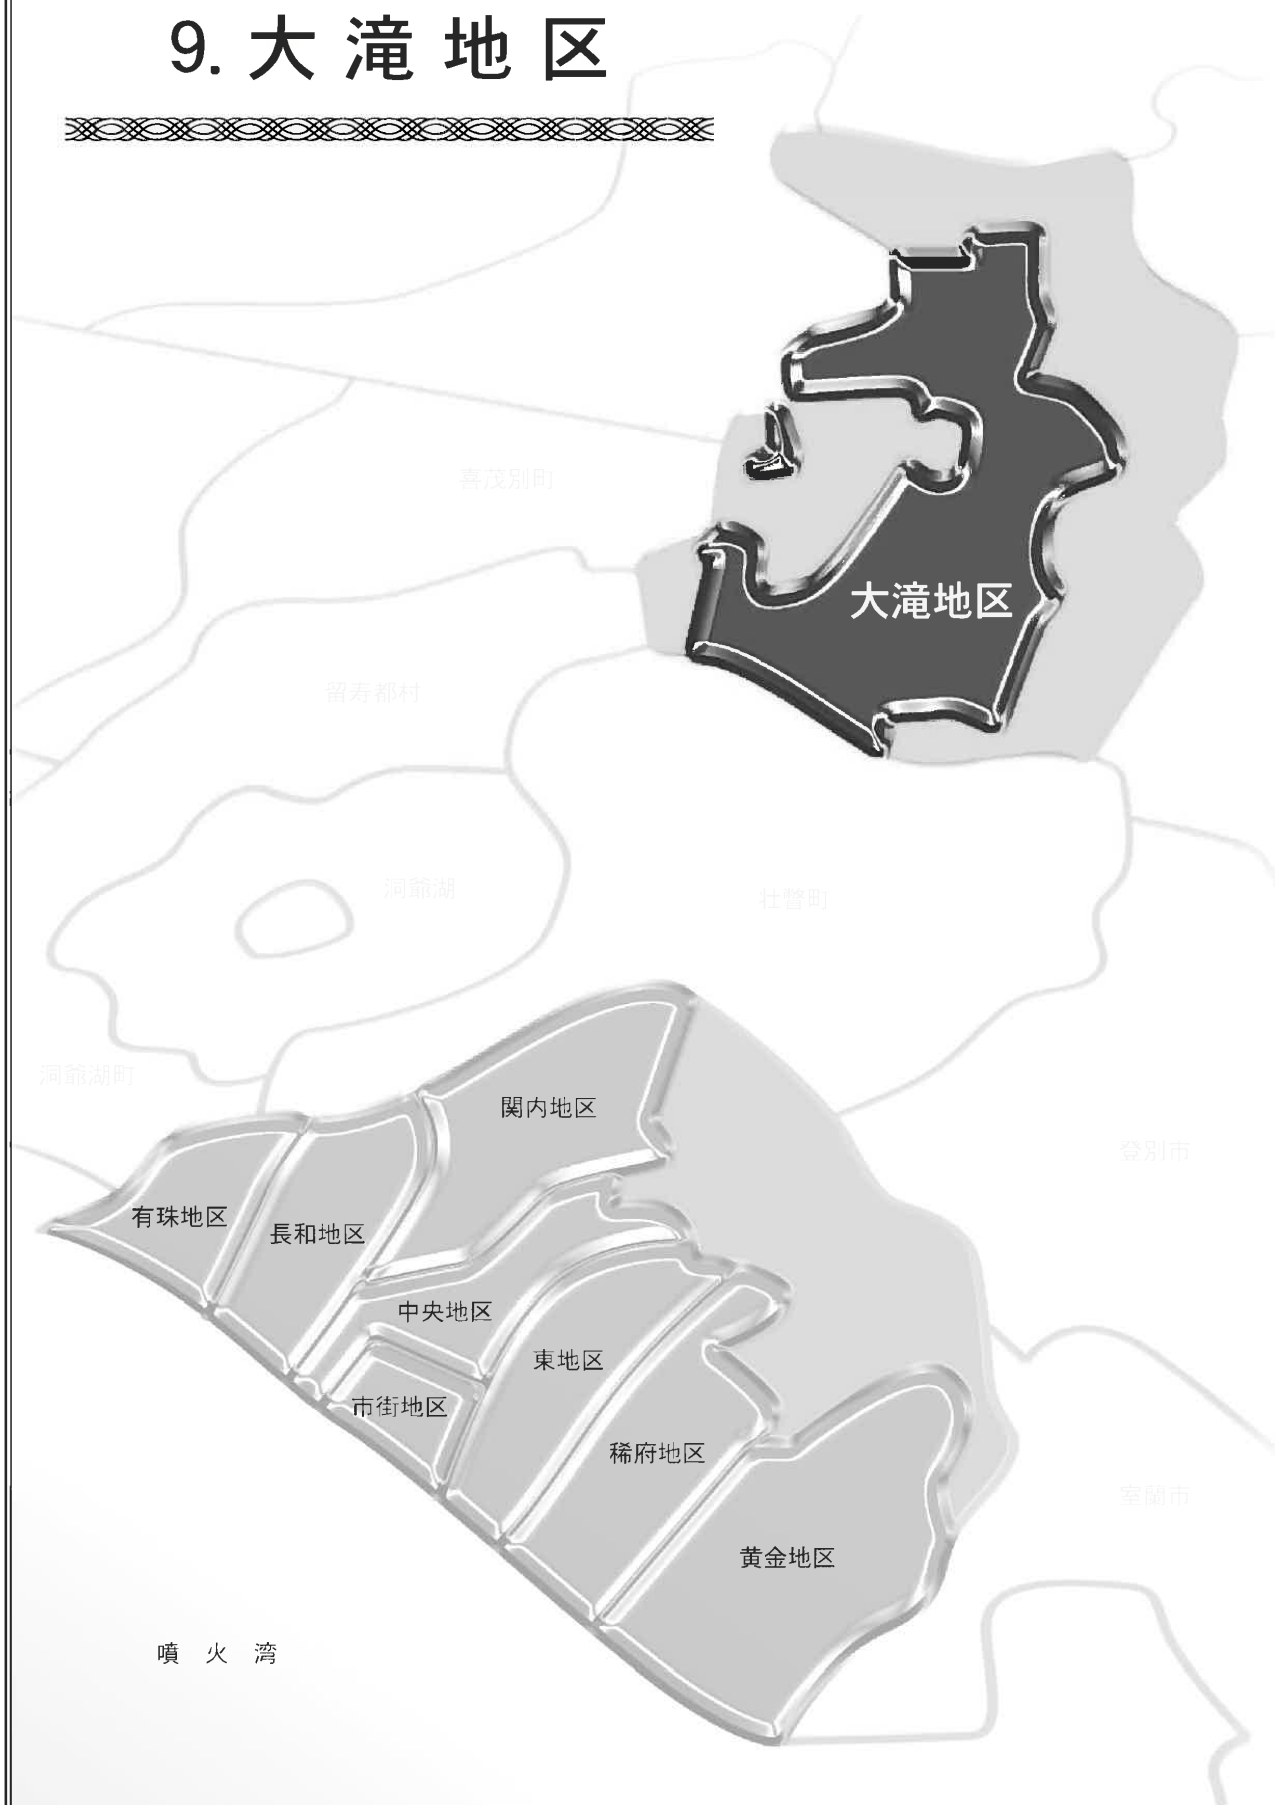 9. 大滝地区
喜茂別町
大滝地区
留寿都村
洞爺湖
壮瞥町
洞爺湖町
関内地区
登別市
有珠地区
長和地区
中央地区
東地区
市街地区
稀府地区
室蘭市
黄金地区
噴火湾